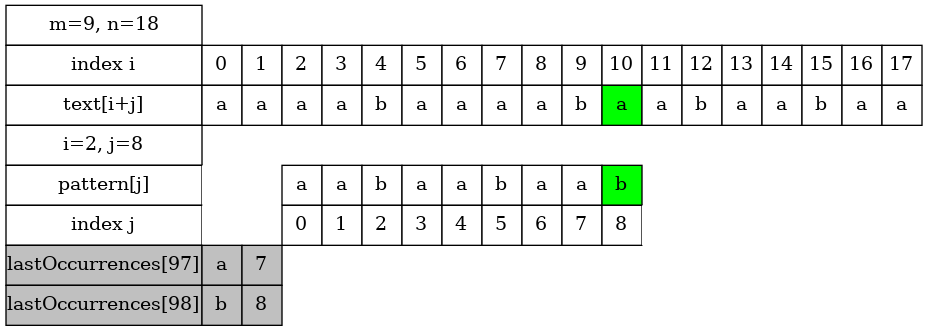 m=9, n=18
index i 0 1 2 3 4 5 6 7 8 9 10 11 12 13 14 15 16 17
text[i+j] a a a a b a a a a b a a b a a b a a
i=2, j=8
pattern[j] a a b a a b a a b
index j 0 1 2 3 4 5 6 7 8
lastOccurrences[97] a 7
lastOccurrences[98] b 8